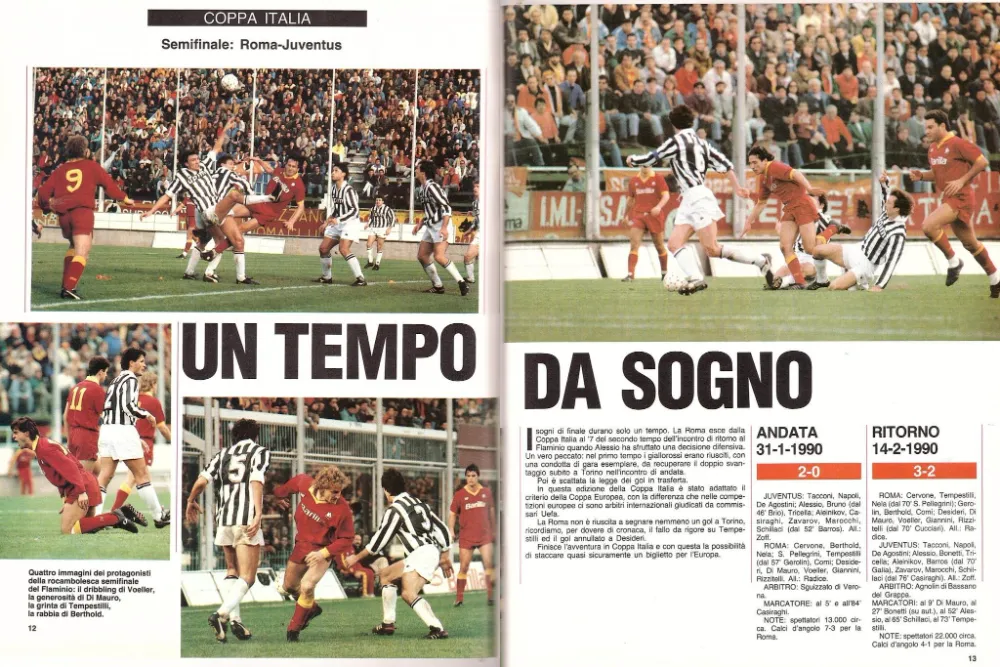 COPPA ITALIA
Semifinale: Roma-Juventus
9
11
2
5
UN TEMPO
DA SOGNO
Barilla
I.M.I.-S.A.
I sogni di finale durano solo un tempo. La Roma esce dalla
Coppa Italia al '7 del secondo tempo dell'incontro di ritorno al
Flaminio quando Alessio ha sfruttato una decisione difensiva.
Un vero peccato: nel primo tempo i giallorossi erano riusciti, con
una condotta di gara esemplare, da recuperare il doppio svan-
taggio subito a Torino nell'incontro di andata.
Poi è scattata la legge dei gol in trasferta.
In questa edizione della Coppa Italia è stato adattato il
criterio della Coppa Europea, con la differenza che nelle compe-
tizioni europee ci sono arbitri internazionali giudicati da commis-
sari Uefa.
La Roma non è riuscita a segnare nemmeno un gol a Torino,
ricordiamo, per dovere di cronaca, il fallo da rigore su Tempe-
stilli ed il gol annullato a Desideri.
Finisce l'avventura in Coppa Italia e con questa la possibilità
di staccare quasi sicuramente un biglietto per l'Europa.
ANDATA
31-1-1990
2-0
JUVENTUS: Tacconi, Napoli,
De Agostini; Alessio, Bruno (dal
46' Brio), Tricella; Aleinikov, Ca-
siraghi, Zavarov, Marocchi,
Schillaci (dal 52' Barros). All.:
Zoff.
ROMA: Cervone, Berthold,
Nela; S. Pellegrini, Tempestilli
(dal 57' Gerolin), Comi; Deside-
ri, Di Mauro, Voeller, Giannini,
Rizzitelli. All.: Radice.
ARBITRO: Sguizzato di Vero-
na.
MARCATORE: al 5' e all'84'
Casiraghi.
NOTE: spettatori 13.000 cir-
ca. Calci d'angolo 7-3 per la
Roma.
RITORNO
14-2-1990
3-2
ROMA: Cervone, Tempestilli,
Nela (dal 70' S. Pellegrini); Gero-
lin, Berthold, Comi; Desideri, Di
Mauro, Voeller, Giannini, Rizzi-
telli (dal 70' Cucciari). All.: Ra-
dice.
JUVENTUS: Tacconi, Napoli,
De Agostini; Alessio, Bonetti, Tri-
cella; Aleinikov, Barros (dal 70'
Galia), Zavarov, Marocchi, Schil-
laci (dal 76' Casiraghi). All.: Zoff.
ARBITRO: Agnolin di Bassano
del Grappa.
MARCATORI: al 9' Di Mauro, al
27' Bonetti (su aut.), al 52' Ales-
sio, al 65' Schillaci, al 73' Tempe-
stilli.
NOTE: spettatori 22.000 circa.
Calci d'angolo 4-1 per la Roma.
Quattro immagini dei protagonisti
della rocambolesca semifinale
del Flaminio: il dribbling di Voeller,
la generosità di Di Mauro,
la grinta di Tempestilli,
la rabbia di Berthold.
12
13